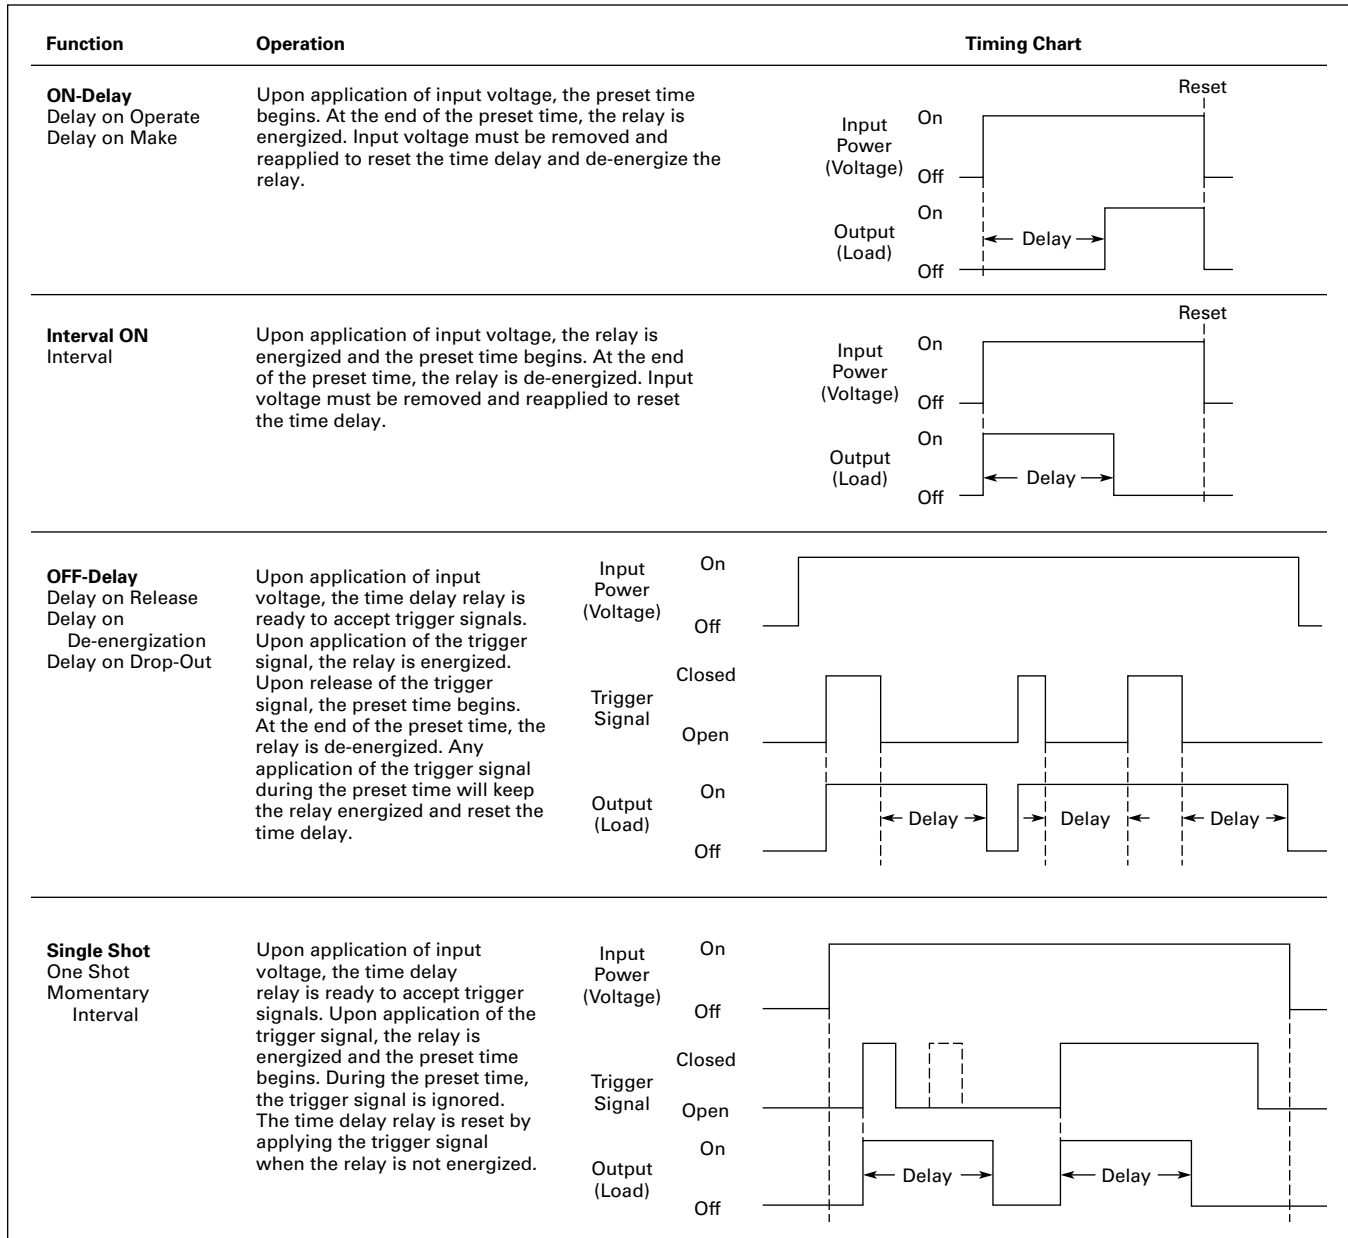 Function Operation Timing Chart
ON-Delay
Delay on Operate
Delay on Make
Upon application of input voltage, the preset time
begins. At the end of the preset time, the relay is
energized. Input voltage must be removed and
reapplied to reset the time delay and de-energize the
relay.
Reset
Input
Power
(Voltage)
On
Off
Output
(Load)
On
Off
Delay
Interval ON
Interval
Upon application of input voltage, the relay is
energized and the preset time begins. At the end
of the preset time, the relay is de-energized. Input
voltage must be removed and reapplied to reset
the time delay.
Reset
Input
Power
(Voltage)
On
Off
Output
(Load)
On
Off
Delay
OFF-Delay
Delay on Release
Delay on
De-energization
Delay on Drop-Out
Upon application of input
voltage, the time delay relay is
ready to accept trigger signals.
Upon application of the trigger
signal, the relay is energized.
Upon release of the trigger
signal, the preset time begins.
At the end of the preset time, the
relay is de-energized. Any
application of the trigger signal
during the preset time will keep
the relay energized and reset the
time delay.
Input
Power
(Voltage)
On
Off
Trigger
Signal
Closed
Open
Output
(Load)
On
Off
Delay Delay Delay
Single Shot
One Shot
Momentary
Interval
Upon application of input
voltage, the time delay
relay is ready to accept trigger
signals. Upon application of the
trigger signal, the relay is
energized and the preset time
begins. During the preset time,
the trigger signal is ignored.
The time delay relay is reset by
applying the trigger signal
when the relay is not energized.
Input
Power
(Voltage)
On
Off
Trigger
Signal
Closed
Open
Output
(Load)
On
Off
Delay Delay